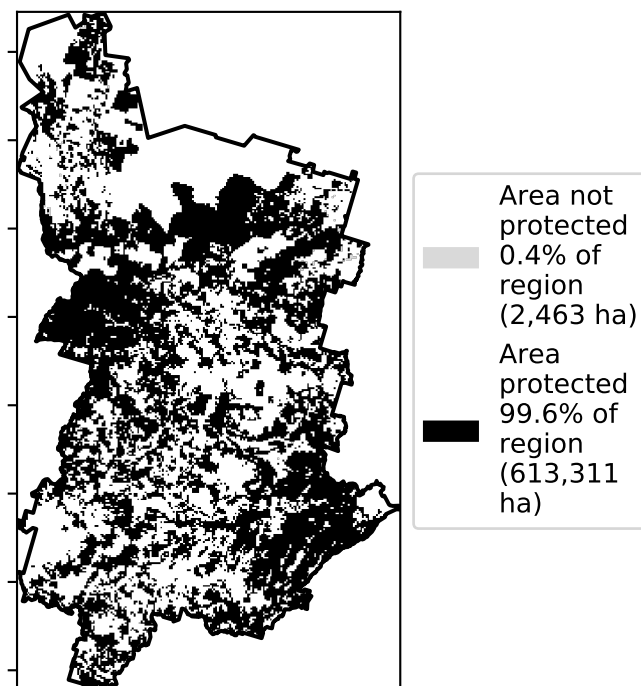 Area not
protected
0.4% of
region
(2,463 ha)
Area
protected
99.6% of
region
(613,311
ha)